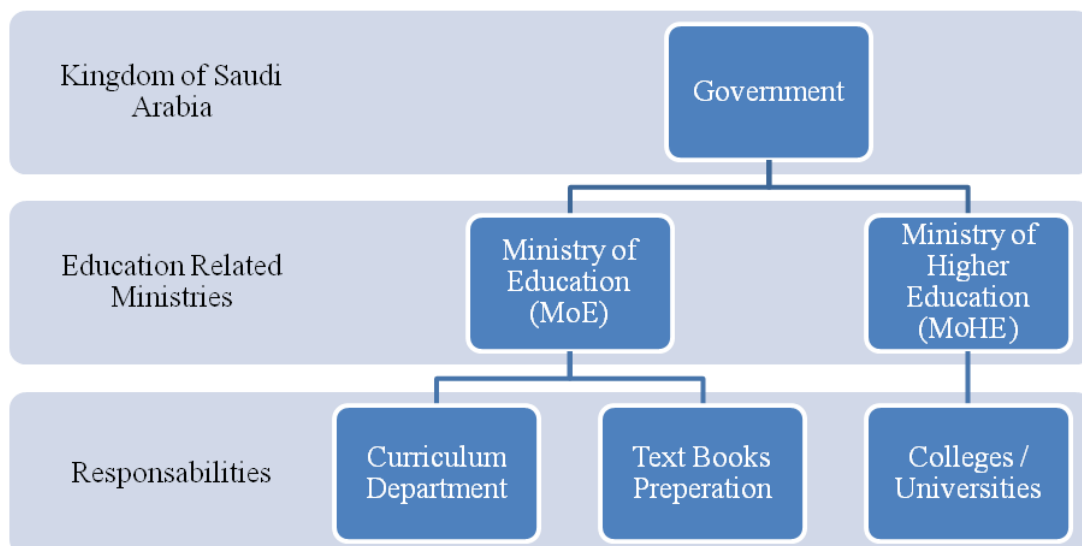 Kingdom of Saudi
Arabia
Government
Education Related
Ministries
Ministry of
Education
(MoE)
Ministry of
Higher
Education
(MoHE)
Responsabilities
Curriculum
Department
Text Books
Preperation
Colleges /
Universities